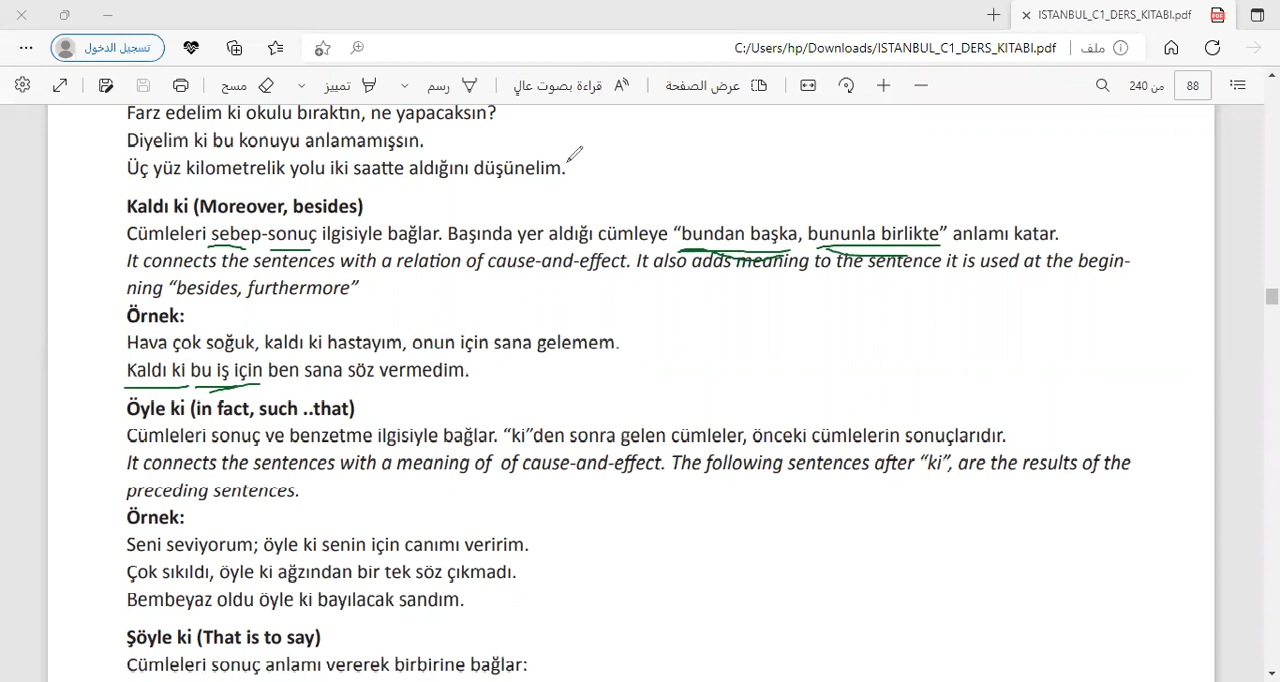 ISTANBUL_C1_DERS_KITABI.pdf
تسجيل الدخول
C:/Users/hp/Downloads/ISTANBUL_C1_DERS_KITABI.pdf
ملف
مسح
تمييز
رسم
قراءة بصوت عالٍ
عرض الصفحة
من 240
88
Farz edelim ki okulu bıraktın, ne yapacaksın?
Diyelim ki bu konuyu anlamamışsın.
Üç yüz kilometrelik yolu iki saatte aldığını düşünelim.
Kaldı ki (Moreover, besides)
Cümleleri sebep-sonuç ilgisiyle bağlar. Başında yer aldığı cümleye “bundan başka, bununla birlikte” anlamı katar.
It connects the sentences with a relation of cause-and-effect. It also adds meaning to the sentence it is used at the begin-
ning “besides, furthermore”
Örnek:
Hava çok soğuk, kaldı ki hastayım, onun için sana gelemem.
Kaldı ki bu iş için ben sana söz vermedim.
Öyle ki (in fact, such ..that)
Cümleleri sonuç ve benzetme ilgisiyle bağlar. “ki”den sonra gelen cümleler, önceki cümlelerin sonuçlarıdır.
It connects the sentences with a meaning of  of cause-and-effect. The following sentences after “ki”, are the results of the
preceding sentences.
Örnek:
Seni seviyorum; öyle ki senin için canımı veririm.
Çok sıkıldı, öyle ki ağzından bir tek söz çıkmadı.
Bembeyaz oldu öyle ki bayılacak sandım.
Şöyle ki (That is to say)
Cümleleri sonuç anlamı vererek birbirine bağlar: